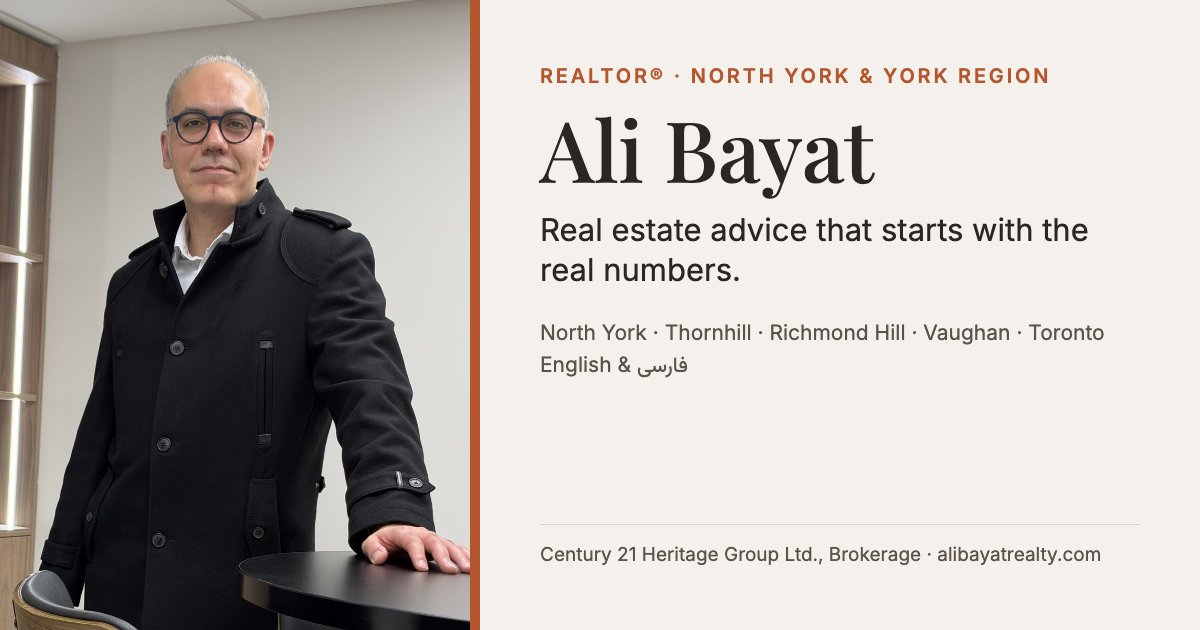 REALTOR® · NORTH YORK & YORK REGION
Ali Bayat
Real estate advice that starts with the
real numbers.
North York · Thornhill · Richmond Hill · Vaughan · Toronto
English & فارسی
Century 21 Heritage Group Ltd., Brokerage · alibayatrealty.com